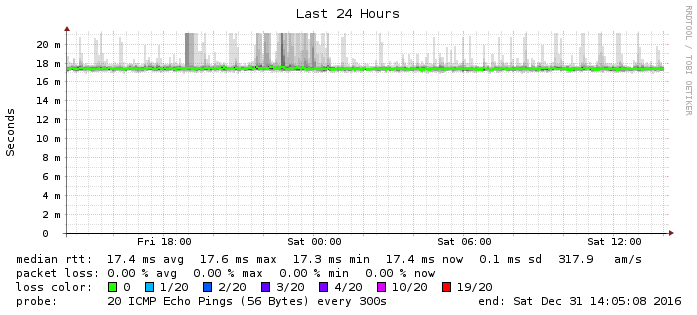 Last 24 Hours
RRDTOOL / TOBI OETIKER
Seconds
20 m
18 m
16 m
14 m
12 m
10 m
8 m
6 m
4 m
2 m
0
Fri 18:00 Sat 00:00 Sat 06:00 Sat 12:00
median rtt: 17.4 ms avg 17.6 ms max 17.3 ms min 17.4 ms now 0.1 ms sd 317.9 am/s
packet loss: 0.00 % avg 0.00 % max 0.00 % min 0.00 % now
loss color: 0 1/20 2/20 3/20 4/20 10/20 19/20
probe: 20 ICMP Echo Pings (56 Bytes) every 300s end: Sat Dec 31 14:05:08 2016